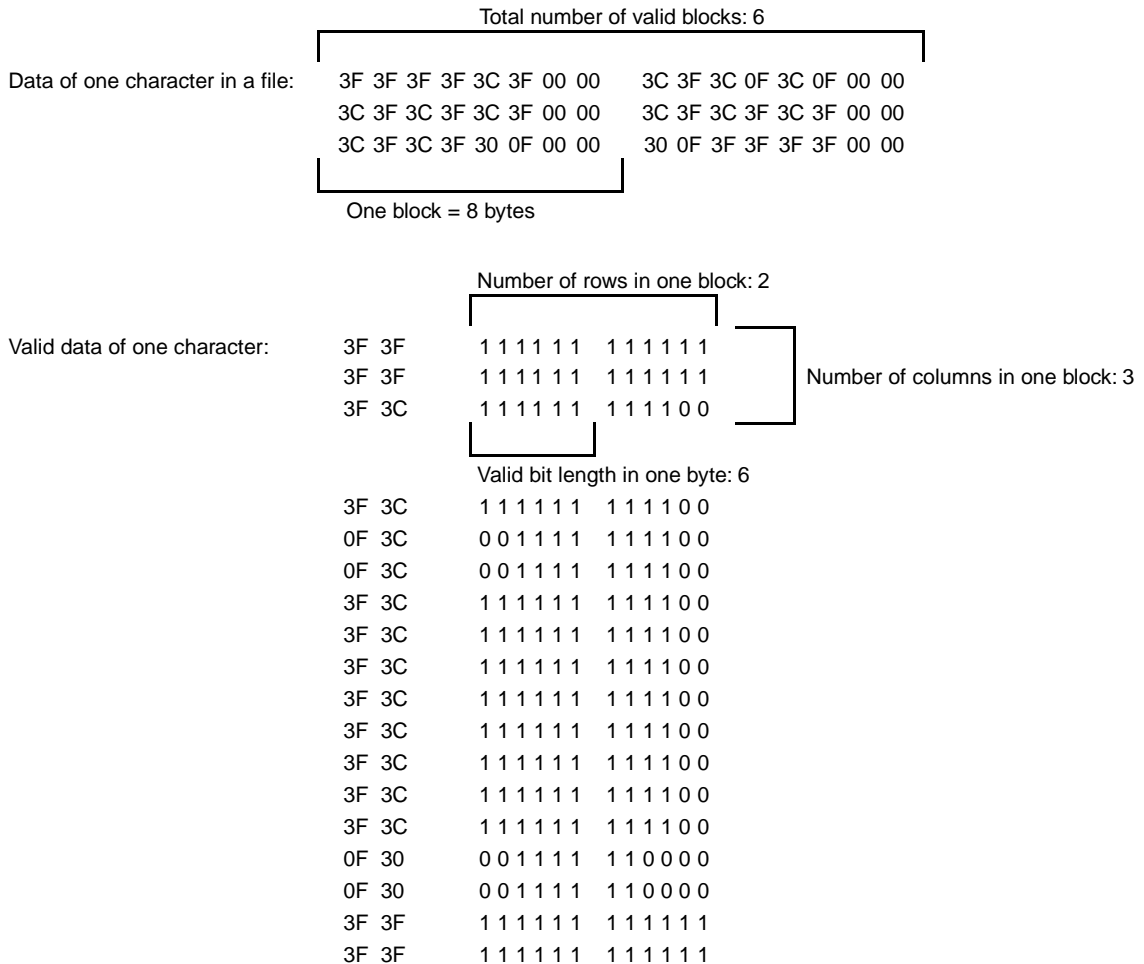 Total number of valid blocks: 6
Data of one character in a file: 3F 3F 3F 3F 3C 3F 00 00 3C 3F 3C 0F 3C 0F 00 00
3C 3F 3C 3F 3C 3F 00 00 3C 3F 3C 3F 3C 3F 00 00
3C 3F 3C 3F 30 0F 00 00 30 0F 3F 3F 3F 3F 00 00
One block = 8 bytes
Number of rows in one block: 2
Valid data of one character: 3F 3F 1 1 1 1 1 1 1 1 1 1 1 1
3F 3F 1 1 1 1 1 1 1 1 1 1 1 1 Number of columns in one block: 3
3F 3C 1 1 1 1 1 1 1 1 1 1 0 0
Valid bit length in one byte: 6
3F 3C 1 1 1 1 1 1 1 1 1 1 0 0
0F 3C 0 0 1 1 1 1 1 1 1 1 0 0
0F 3C 0 0 1 1 1 1 1 1 1 1 0 0
3F 3C 1 1 1 1 1 1 1 1 1 1 0 0
3F 3C 1 1 1 1 1 1 1 1 1 1 0 0
3F 3C 1 1 1 1 1 1 1 1 1 1 0 0
3F 3C 1 1 1 1 1 1 1 1 1 1 0 0
3F 3C 1 1 1 1 1 1 1 1 1 1 0 0
3F 3C 1 1 1 1 1 1 1 1 1 1 0 0
3F 3C 1 1 1 1 1 1 1 1 1 1 0 0
3F 3C 1 1 1 1 1 1 1 1 1 1 0 0
0F 30 0 0 1 1 1 1 1 1 0 0 0 0
0F 30 0 0 1 1 1 1 1 1 0 0 0 0
3F 3F 1 1 1 1 1 1 1 1 1 1 1 1
3F 3F 1 1 1 1 1 1 1 1 1 1 1 1